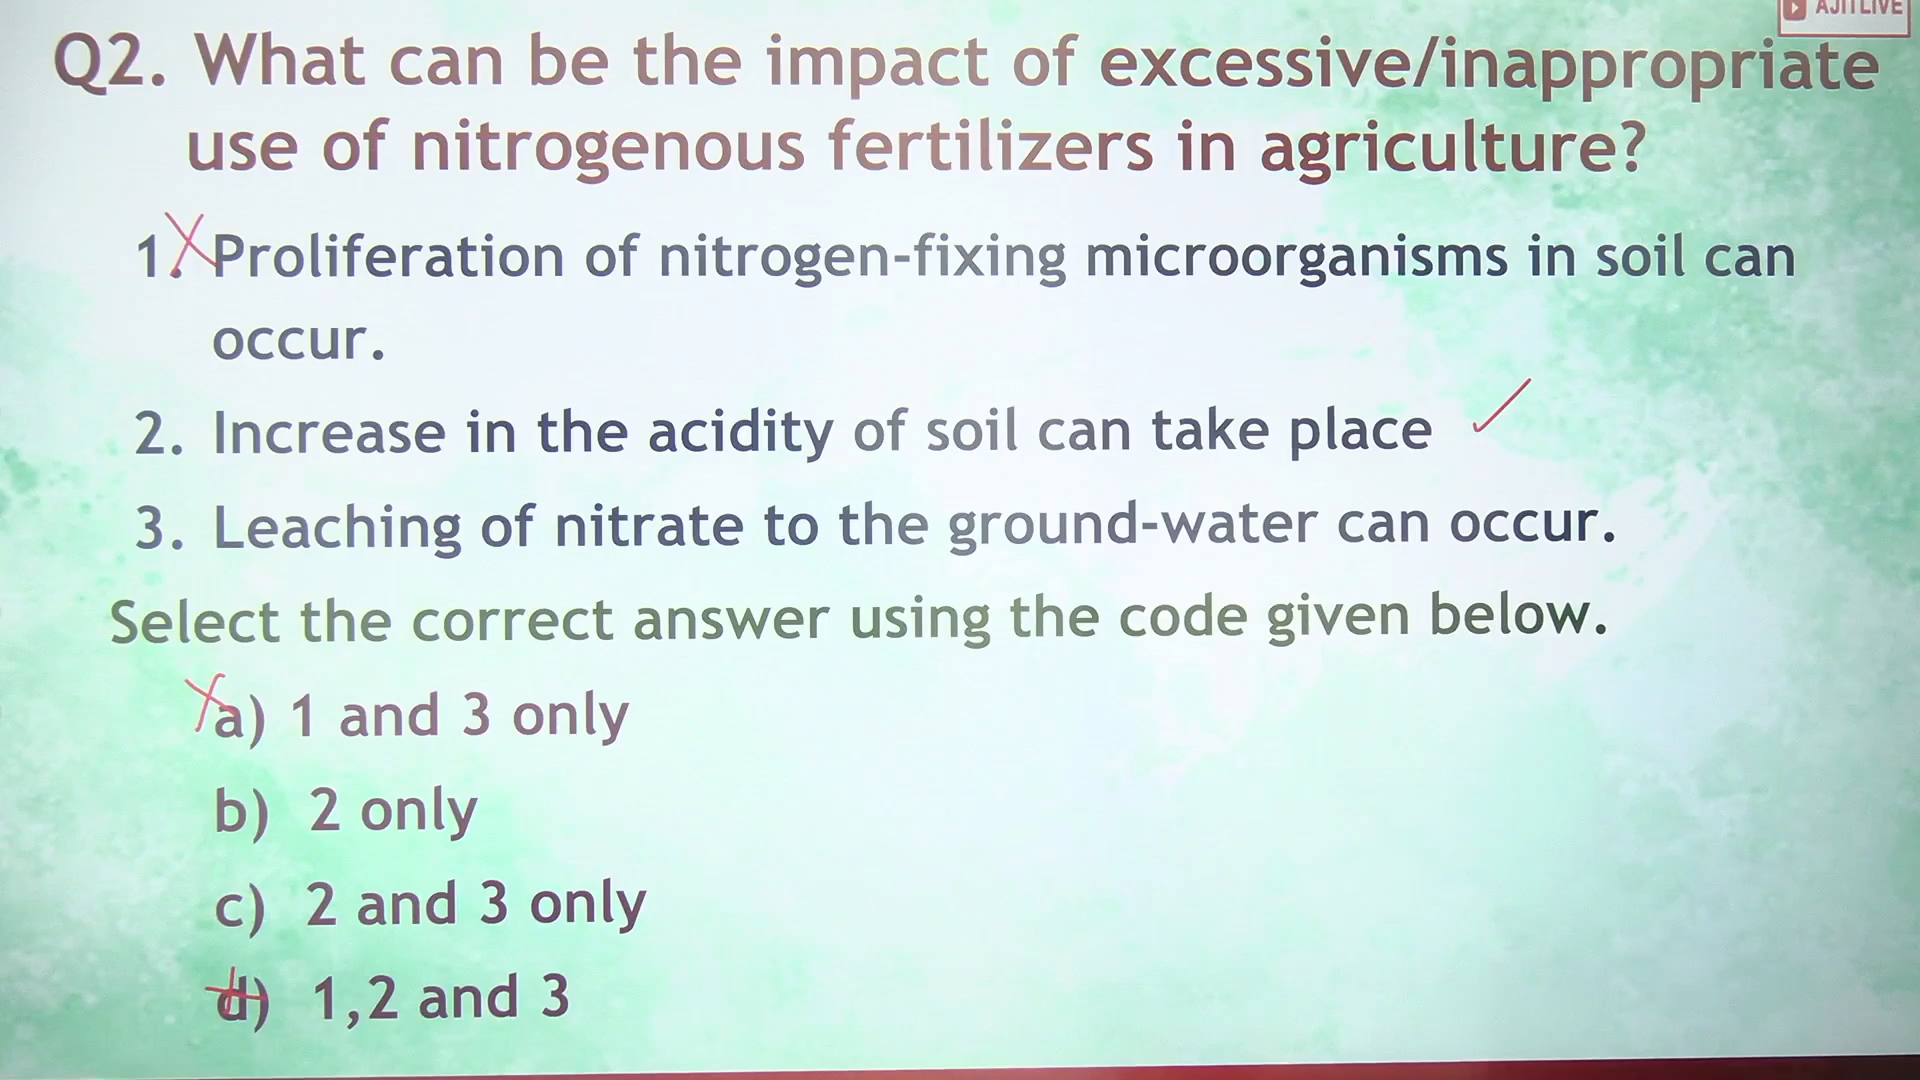 AJIT LIVE
Q2. What can be the impact of excessive/inappropriate
use of nitrogenous fertilizers in agriculture?
1. Proliferation of nitrogen-fixing microorganisms in soil can
occur.
2. Increase in the acidity of soil can take place
3. Leaching of nitrate to the ground-water can occur.
Select the correct answer using the code given below.
a) 1 and 3 only
b) 2 only
c) 2 and 3 only
d) 1,2 and 3